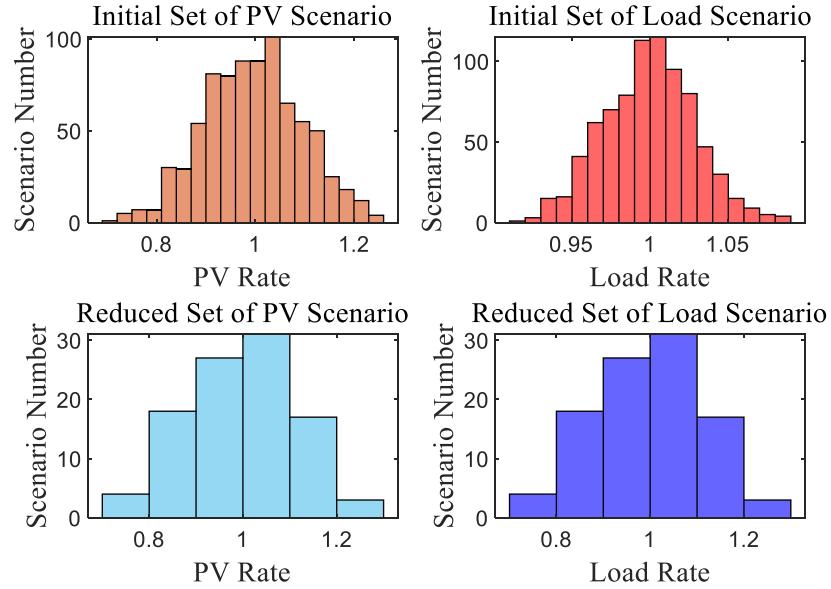 Initial Set of PV Scenario
Scenario Number
100
50
0
0.8
1
1.2
PV Rate
Initial Set of Load Scenario
Scenario Number
100
50
0
0.95
1
1.05
Load Rate
Reduced Set of PV Scenario
Scenario Number
30
20
10
0
0.8
1
1.2
PV Rate
Reduced Set of Load Scenario
Scenario Number
30
20
10
0
0.8
1
1.2
Load Rate